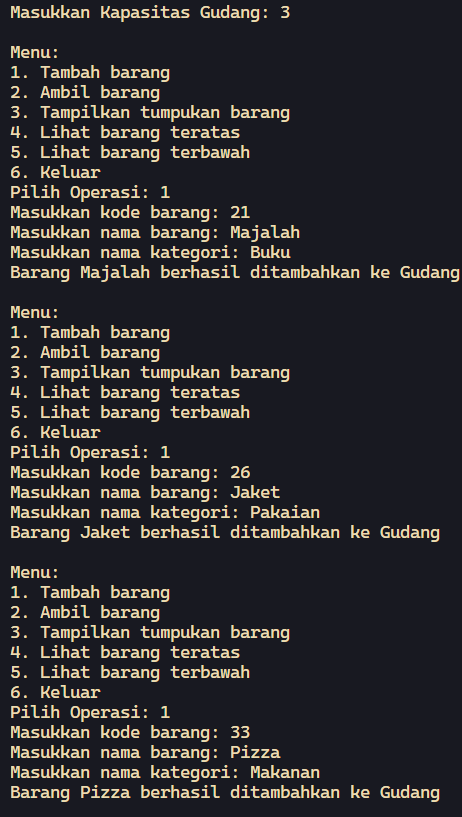 Masukkan Kapasitas Gudang: 3
Menu:
1. Tambah barang
2. Ambil barang
3. Tampilkan tumpukan barang
4. Lihat barang teratas
5. Lihat barang terbawah
6. Keluar
Pilih Operasi: 1
Masukkan kode barang: 21
Masukkan nama barang: Majalah
Masukkan nama kategori: Buku
Barang Majalah berhasil ditambahkan ke Gudang
Menu:
1. Tambah barang
2. Ambil barang
3. Tampilkan tumpukan barang
4. Lihat barang teratas
5. Lihat barang terbawah
6. Keluar
Pilih Operasi: 1
Masukkan kode barang: 26
Masukkan nama barang: Jaket
Masukkan nama kategori: Pakaian
Barang Jaket berhasil ditambahkan ke Gudang
Menu:
1. Tambah barang
2. Ambil barang
3. Tampilkan tumpukan barang
4. Lihat barang teratas
5. Lihat barang terbawah
6. Keluar
Pilih Operasi: 1
Masukkan kode barang: 33
Masukkan nama barang: Pizza
Masukkan nama kategori: Makanan
Barang Pizza berhasil ditambahkan ke Gudang